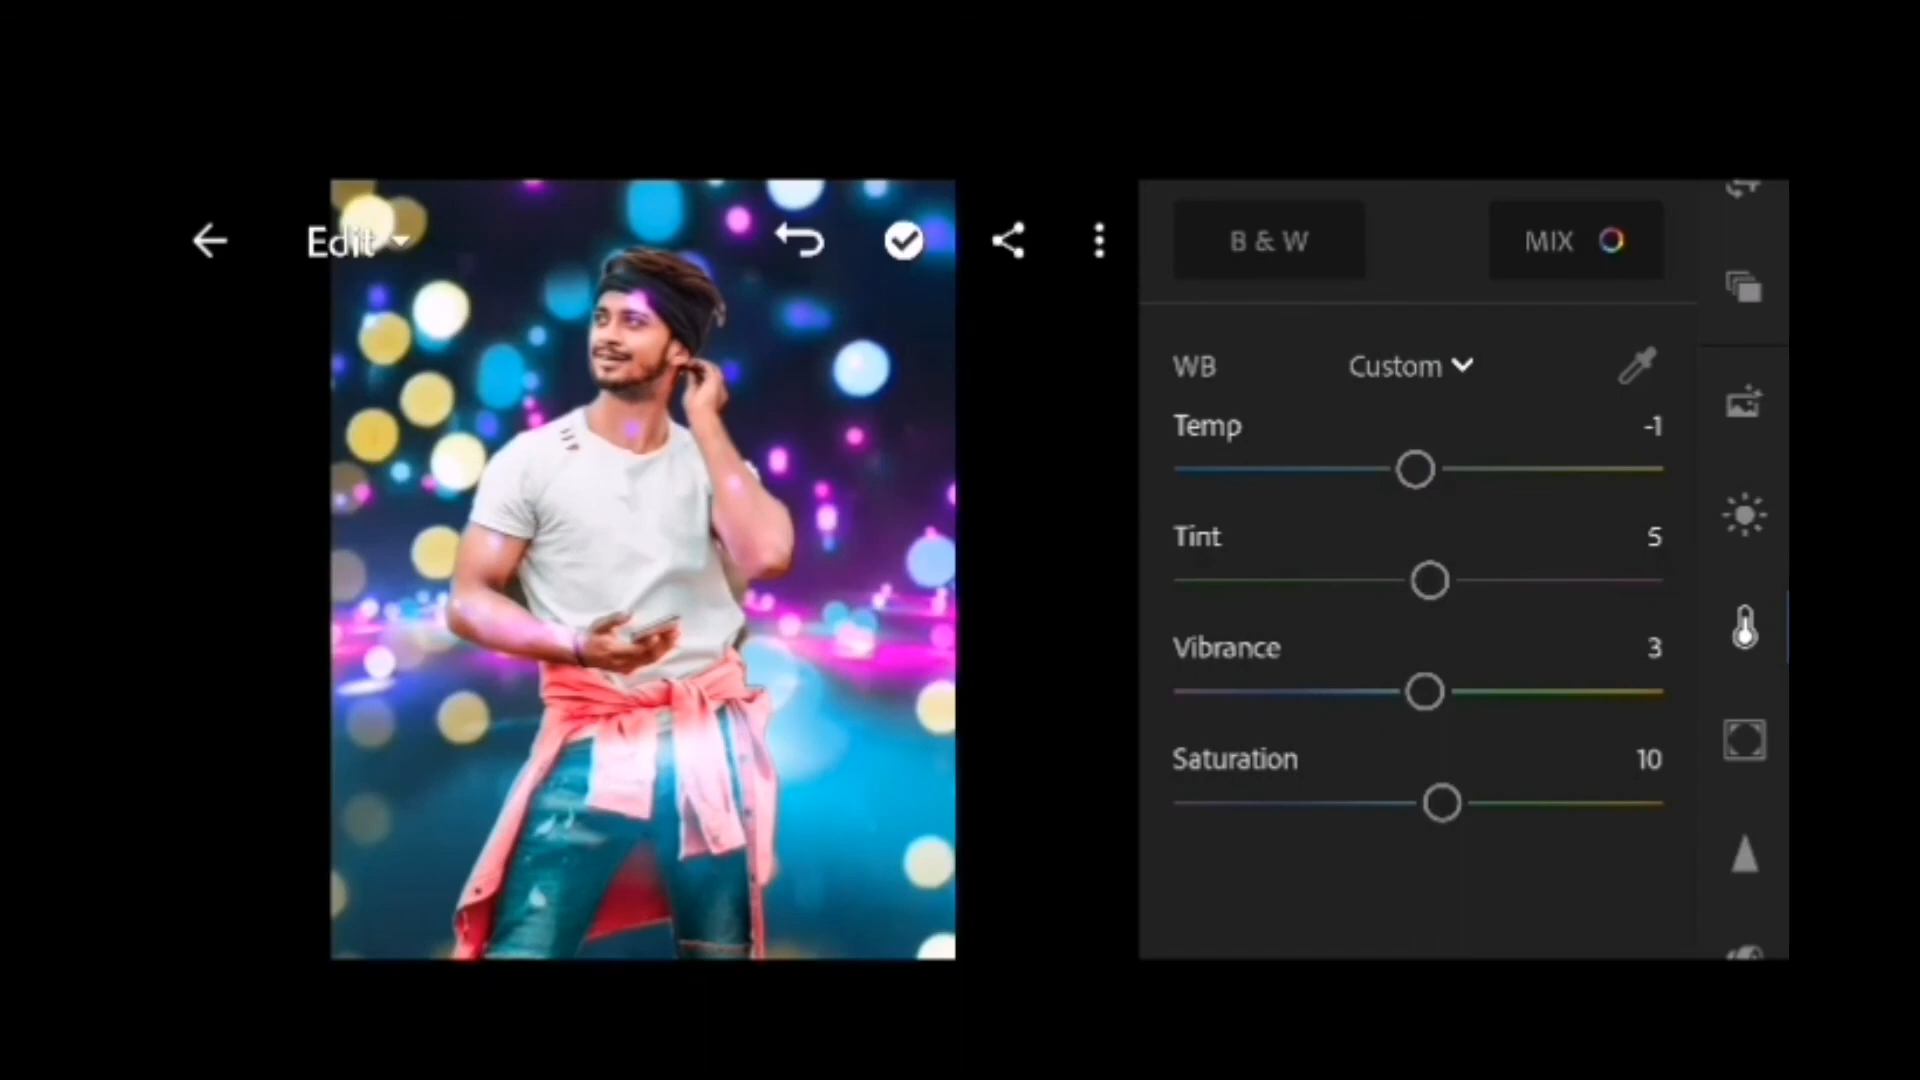 Edit
B & W
MIX
WB Custom
Temp -1
Tint 5
Vibrance 3
Saturation 10